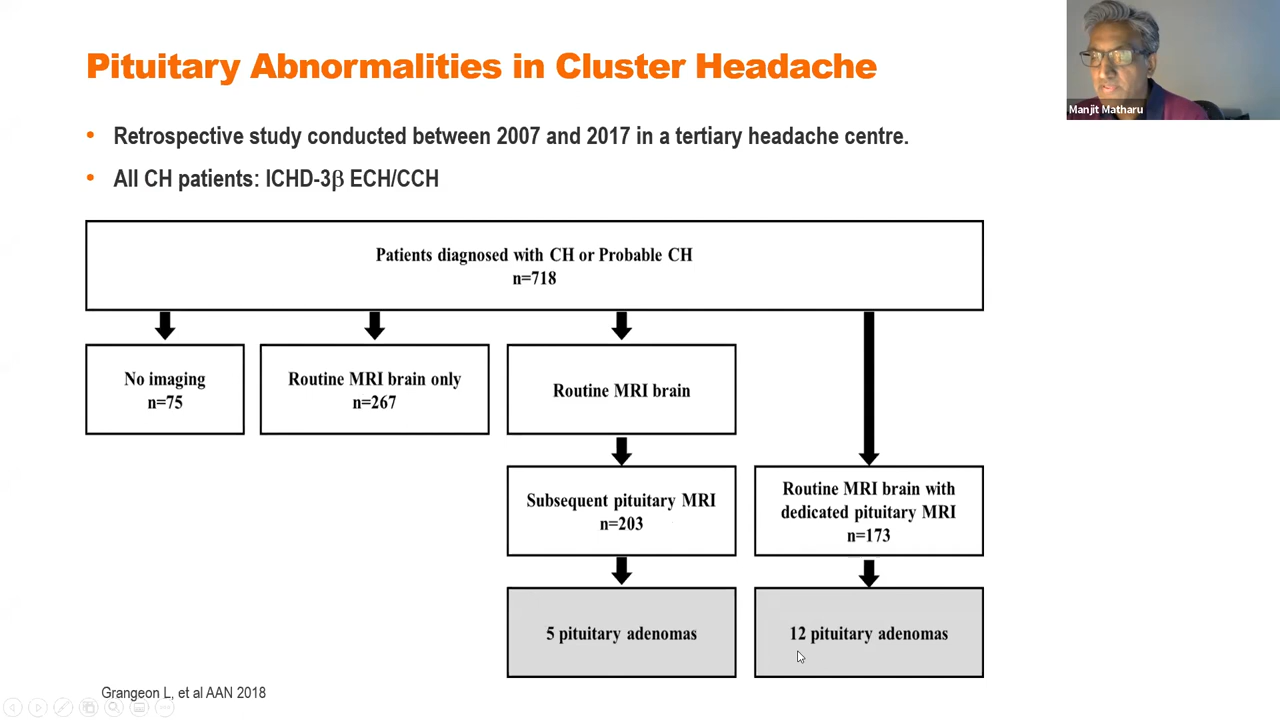 Pituitary Abnormalities in Cluster Headache
Manjit Matharu
• Retrospective study conducted between 2007 and 2017 in a tertiary headache centre.
• All CH patients: ICHD-3β ECH/CCH
Patients diagnosed with CH or Probable CH
n=718
No imaging
n=75
Routine MRI brain only
n=267
Routine MRI brain
Subsequent pituitary MRI
n=203
Routine MRI brain with
dedicated pituitary MRI
n=173
5 pituitary adenomas
12 pituitary adenomas
Grangeon L, et al AAN 2018